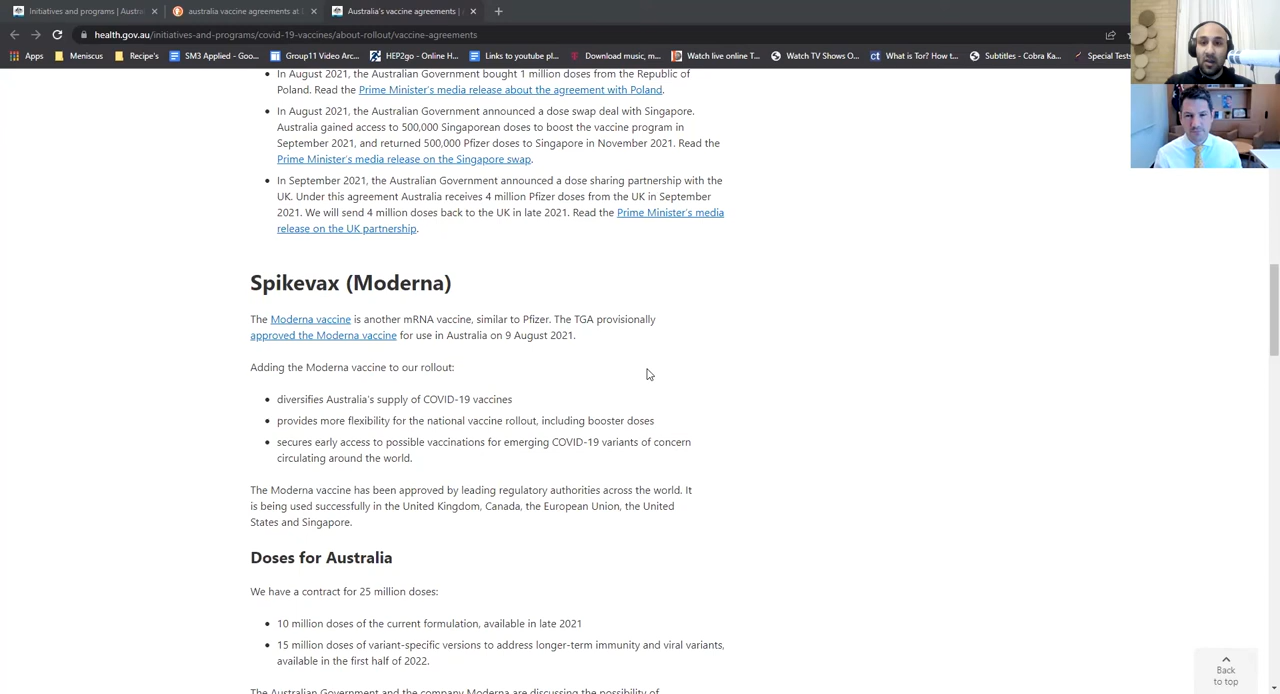 Initiatives and programs | Austra
australia vaccine agreements at
Australia's vaccine agreements |
health.gov.au/initiatives-and-programs/covid-19-vaccines/about-rollout/vaccine-agreements
Apps Meniscus Recipe's SM3 Applied - Goo... Group11 Video Arc... HEP2go - Online H... Links to youtube pl... Download music, m... Watch live online T... Watch TV Shows O... What is Tor? How t... Subtitles - Cobra Ka... Special Tests
In August 2021, the Australian Government bought 1 million doses from the Republic of
Poland. Read the Prime Minister's media release about the agreement with Poland.
In August 2021, the Australian Government announced a dose swap deal with Singapore.
Australia gained access to 500,000 Singaporean doses to boost the vaccine program in
September 2021, and returned 500,000 Pfizer doses to Singapore in November 2021. Read the
Prime Minister's media release on the Singapore swap.
In September 2021, the Australian Government announced a dose sharing partnership with the
UK. Under this agreement Australia receives 4 million Pfizer doses from the UK in September
2021. We will send 4 million doses back to the UK in late 2021. Read the Prime Minister's media
release on the UK partnership.
Spikevax (Moderna)
The Moderna vaccine is another mRNA vaccine, similar to Pfizer. The TGA provisionally
approved the Moderna vaccine for use in Australia on 9 August 2021.
Adding the Moderna vaccine to our rollout:
diversifies Australia's supply of COVID-19 vaccines
provides more flexibility for the national vaccine rollout, including booster doses
secures early access to possible vaccinations for emerging COVID-19 variants of concern
circulating around the world.
The Moderna vaccine has been approved by leading regulatory authorities across the world. It
is being used successfully in the United Kingdom, Canada, the European Union, the United
States and Singapore.
Doses for Australia
We have a contract for 25 million doses:
10 million doses of the current formulation, available in late 2021
15 million doses of variant-specific versions to address longer-term immunity and viral variants,
available in the first half of 2022.
The Australian Government and the company Moderna are discussing the possibility of
Back
to top